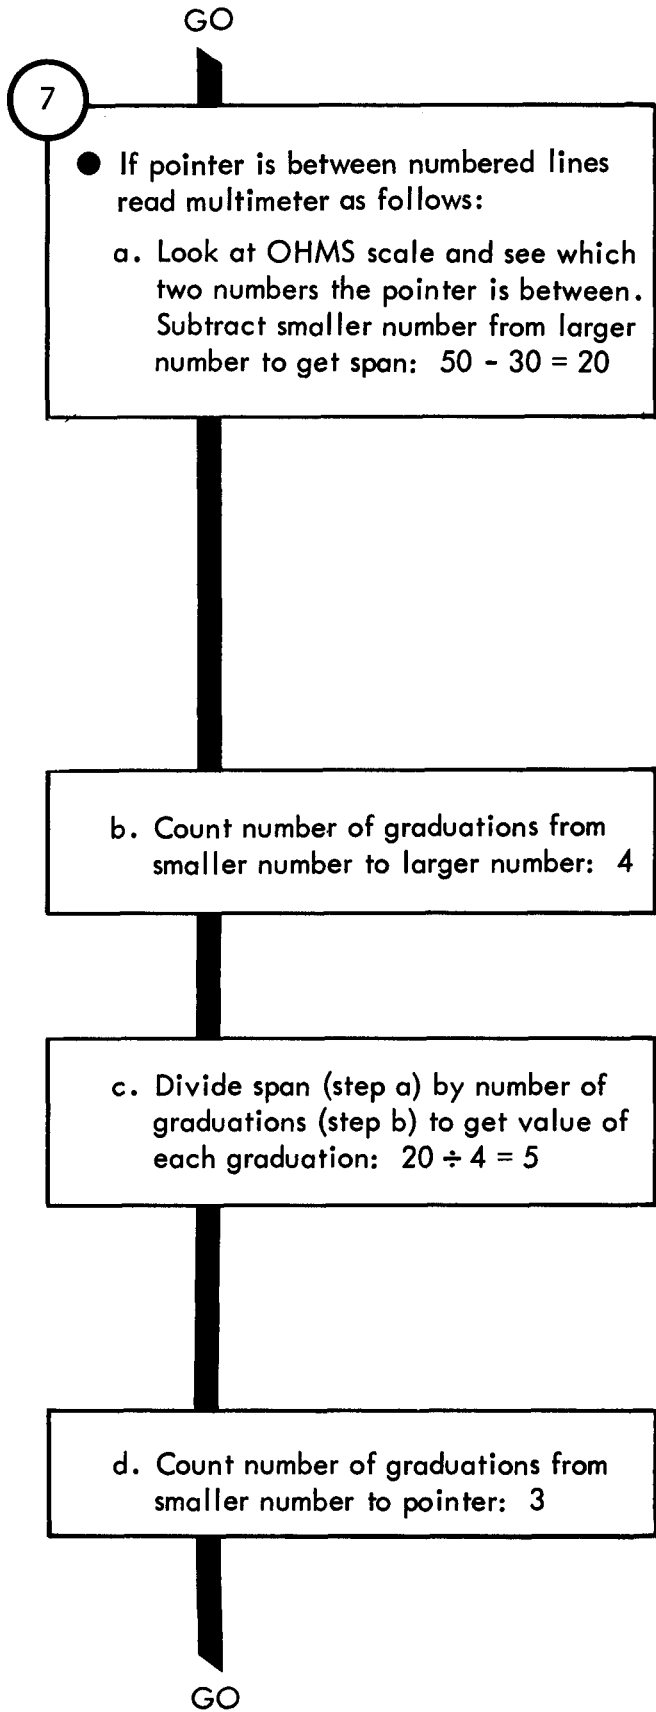 GO
7
● If pointer is between numbered lines
read multimeter as follows:
a. Look at OHMS scale and see which
two numbers the pointer is between.
Subtract smaller number from larger
number to get span: 50 - 30 = 20
b. Count number of graduations from
smaller number to larger number: 4
c. Divide span (step a) by number of
graduations (step b) to get value of
each graduation: 20 ÷ 4 = 5
d. Count number of graduations from
smaller number to pointer: 3
GO